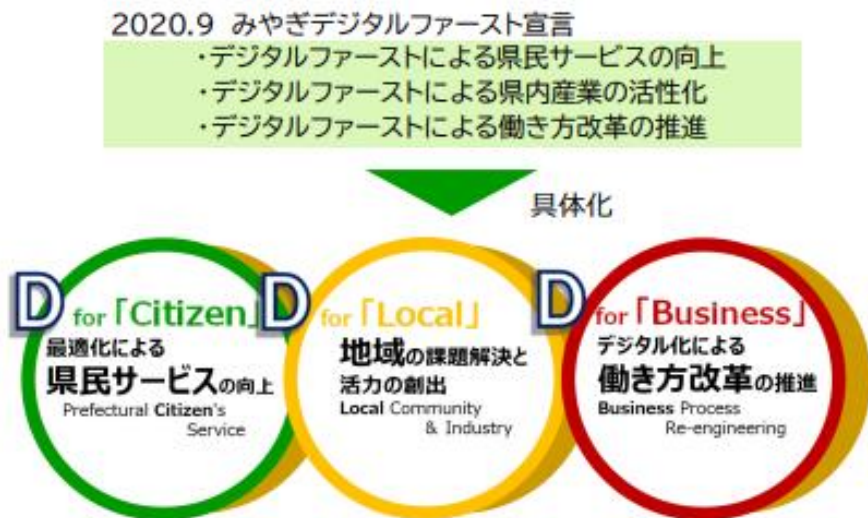 2020.9 みやぎデジタルファースト宣言
・デジタルファーストによる県民サービスの向上
・デジタルファーストによる県内産業の活性化
・デジタルファーストによる働き方改革の推進
具体化
D for「Citizen」
最適化による
県民サービスの向上
Prefectural Citizen's
Service
D for「Local」
地域の課題解決と
活力の創出
Local Community
& Industry
D for「Business」
デジタル化による
働き方改革の推進
Business Process
Re-engineering